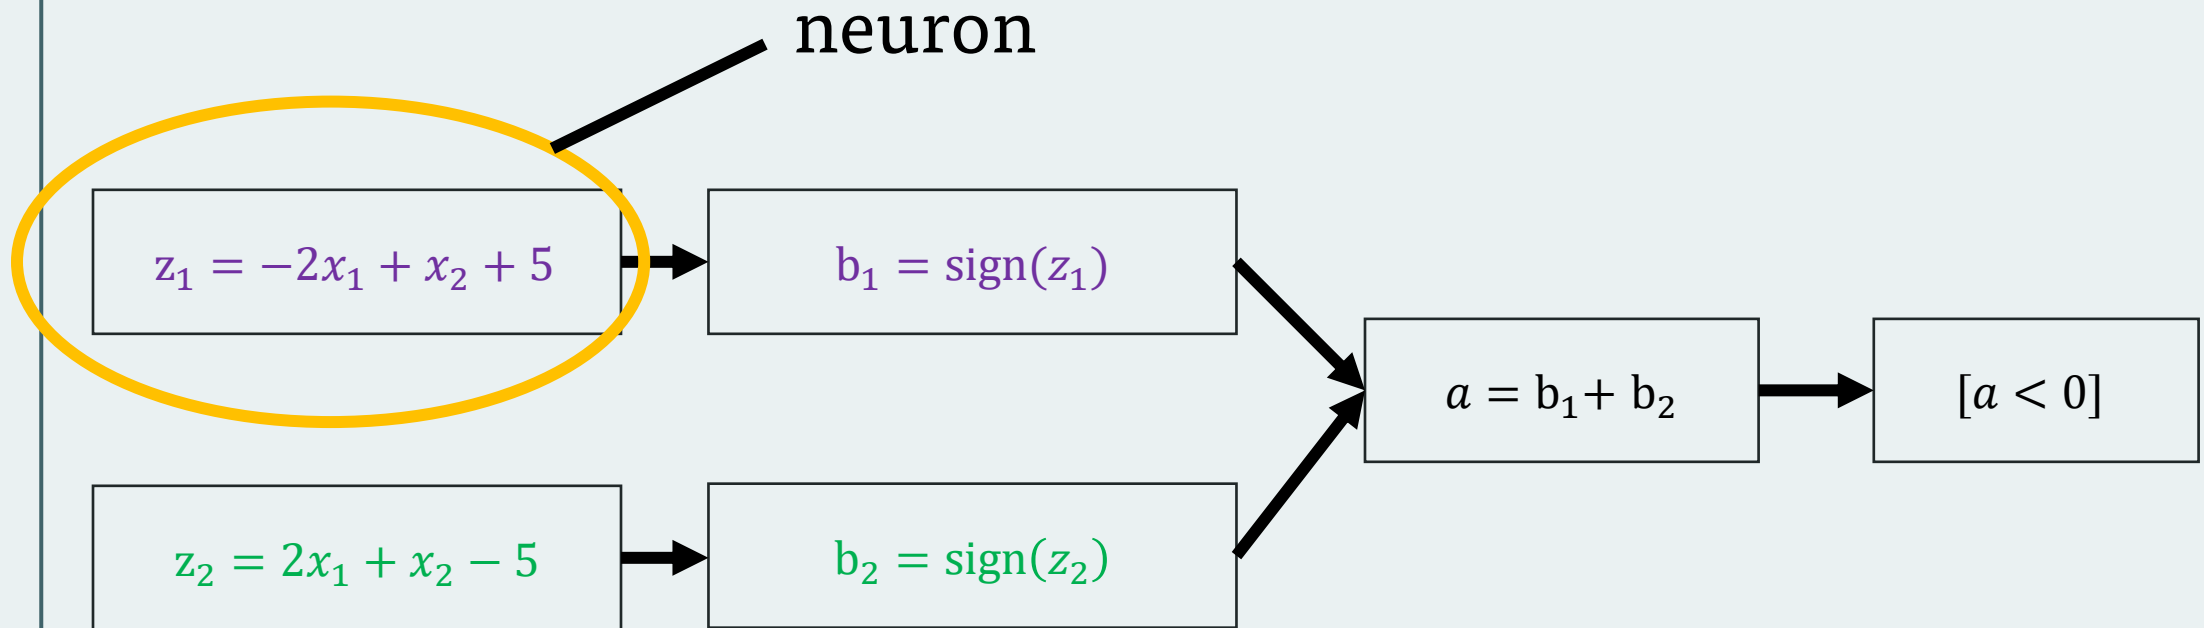 neuron
z₁ = −2x₁ + x₂ + 5
b₁ = sign(z₁)
a = b₁+ b₂
[a < 0]
z₂ = 2x₁ + x₂ − 5
b₂ = sign(z₂)